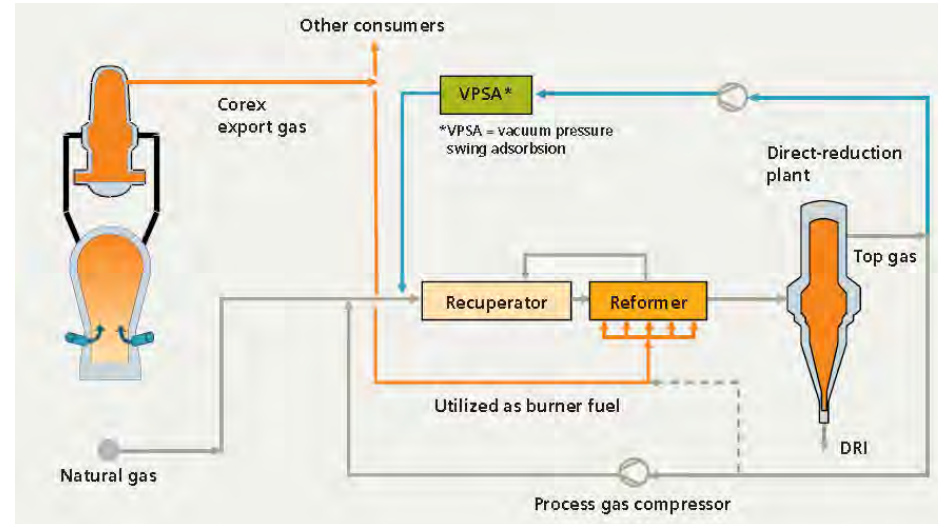 Other consumers
Corex
export gas
VPSA*
*VPSA = vacuum pressure
swing adsorbsion
Direct-reduction
plant
Top gas
Recuperator
Reformer
Utilized as burner fuel
DRI
Natural gas
Process gas compressor